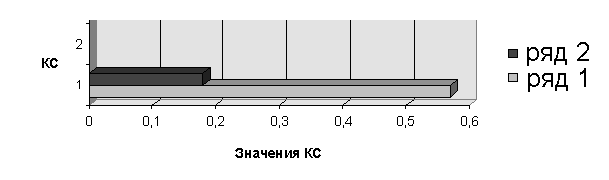 2
КС
1
0 0,1 0,2 0,3 0,4 0,5 0,6
Значения КС
ряд 2
ряд 1